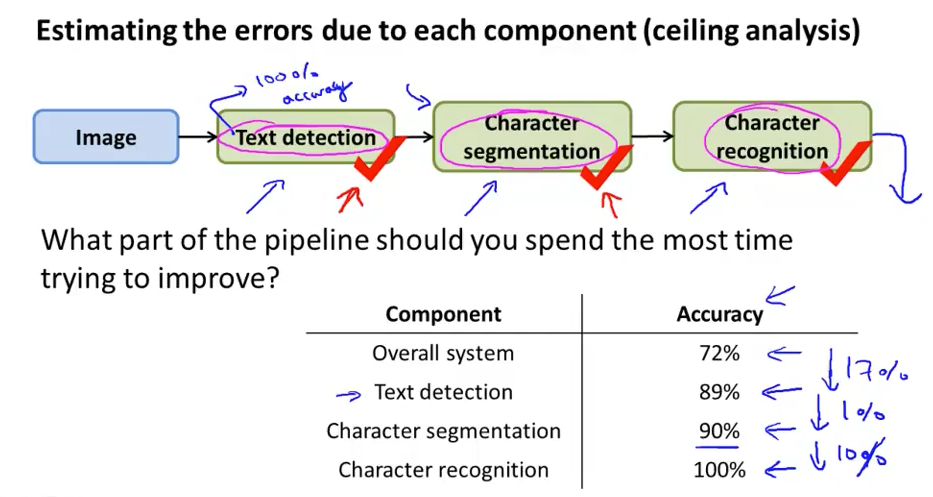 Estimating the errors due to each component (ceiling analysis)
100%
accuracy
Image
Text detection
Character
segmentation
Character
recognition
What part of the pipeline should you spend the most time
trying to improve?
Component Accuracy
Overall system 72%
17%
Text detection 89%
1%
Character segmentation 90%
10%
Character recognition 100%